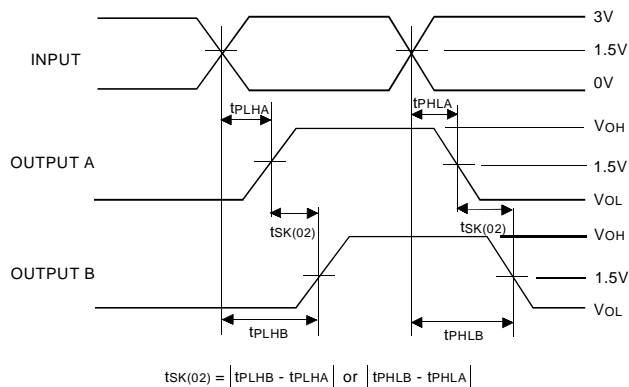 3V
INPUT
1.5V
0V
tPLHA
tPHLA
VOH
OUTPUT A
1.5V
VOL
tSK(02)
tSK(02)
VOH
OUTPUT B
1.5V
VOL
tPLHB
tPHLB
tSK(02) = |tPLHB - tPLHA| or |tPHLB - tPHLA|